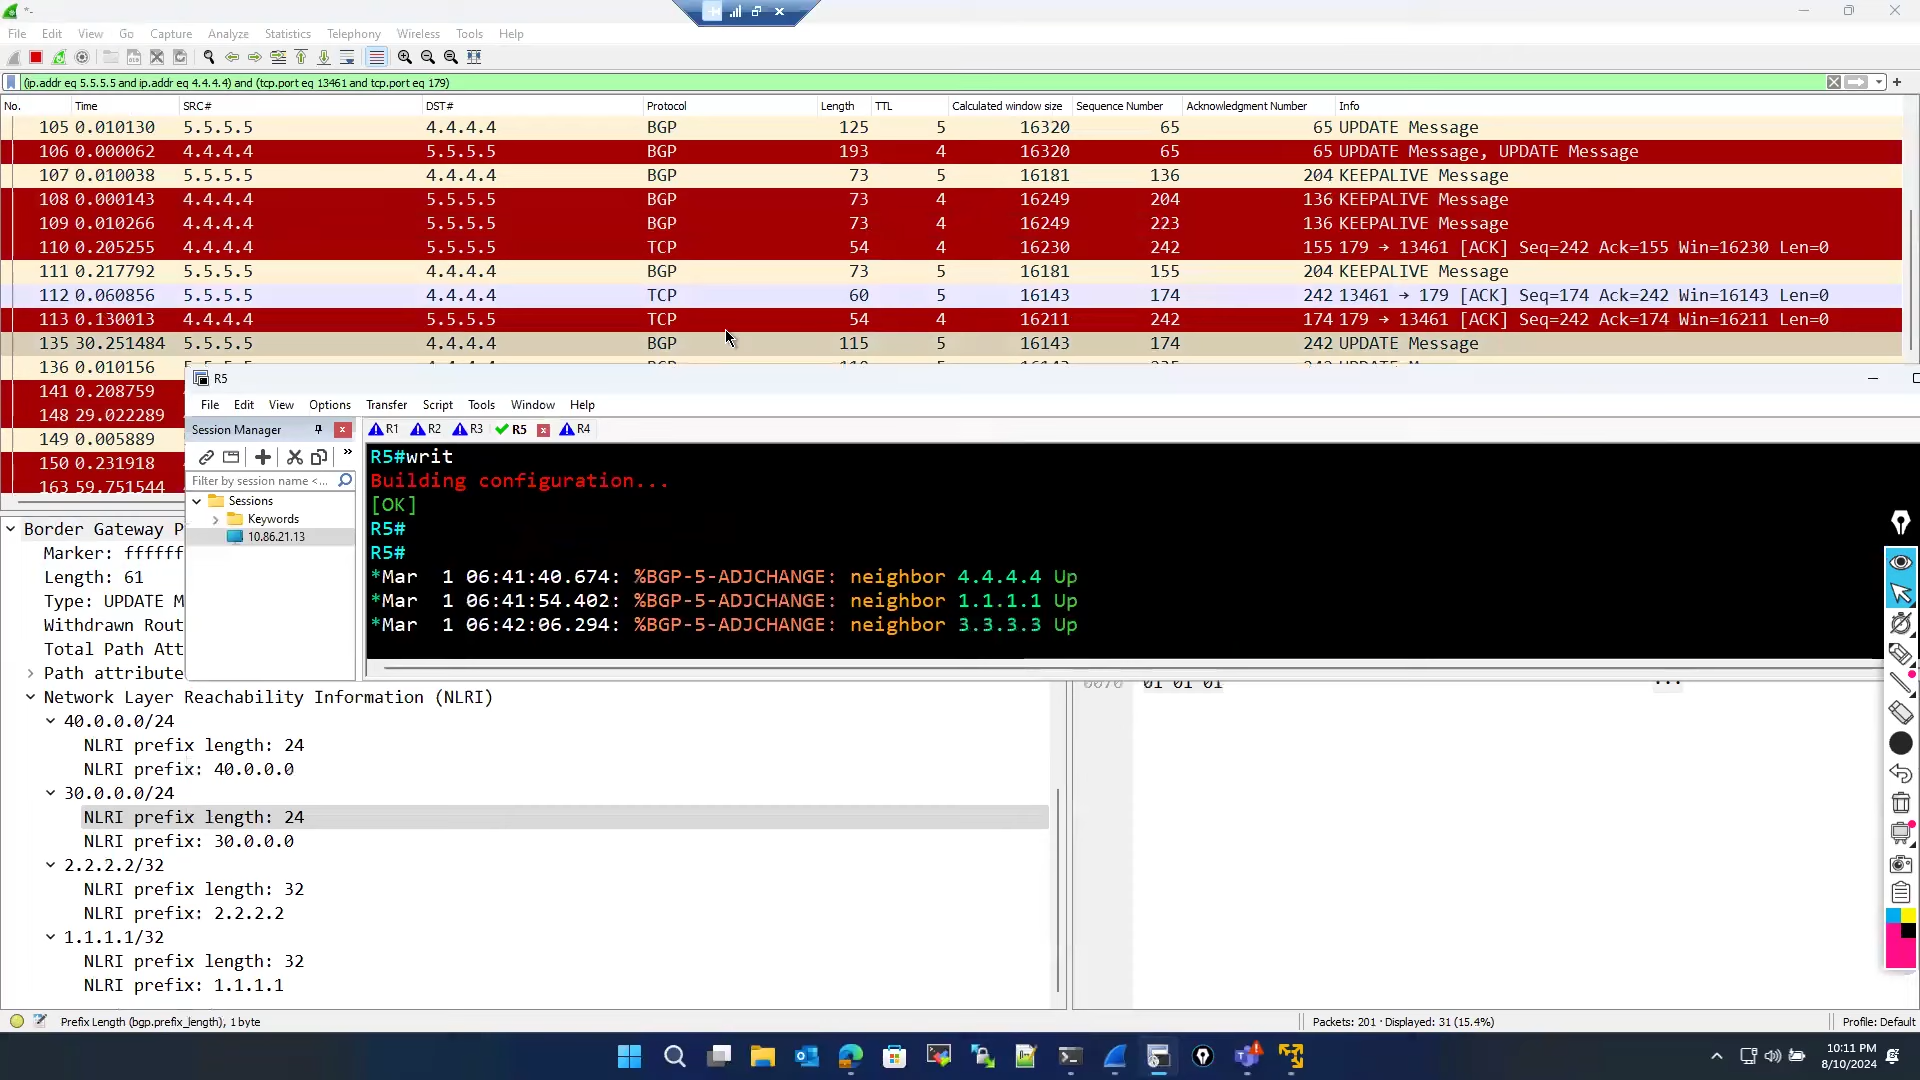 File Edit View Go Capture Analyze Statistics Telephony Wireless Tools Help
(ip.addr eq 5.5.5.5 and ip.addr eq 4.4.4.4) and (tcp.port eq 13461 and tcp.port eq 179)
No. Time SRC# DST# Protocol Length TTL Calculated window size Sequence Number Acknowledgment Number Info
105 0.010130 5.5.5.5 4.4.4.4 BGP 125 5 16320 65 65 UPDATE Message
106 0.000062 4.4.4.4 5.5.5.5 BGP 193 4 16320 65 65 UPDATE Message, UPDATE Message
107 0.010038 5.5.5.5 4.4.4.4 BGP 73 5 16181 136 204 KEEPALIVE Message
108 0.000143 4.4.4.4 5.5.5.5 BGP 73 4 16249 204 136 KEEPALIVE Message
109 0.010266 4.4.4.4 5.5.5.5 BGP 73 4 16249 223 136 KEEPALIVE Message
110 0.205255 4.4.4.4 5.5.5.5 TCP 54 4 16230 242 155 179 → 13461 [ACK] Seq=242 Ack=155 Win=16230 Len=0
111 0.217792 5.5.5.5 4.4.4.4 BGP 73 5 16181 155 204 KEEPALIVE Message
112 0.060856 5.5.5.5 4.4.4.4 TCP 60 5 16143 174 242 13461 → 179 [ACK] Seq=174 Ack=242 Win=16143 Len=0
113 0.130013 4.4.4.4 5.5.5.5 TCP 54 4 16211 242 174 179 → 13461 [ACK] Seq=242 Ack=174 Win=16211 Len=0
135 30.251484 5.5.5.5 4.4.4.4 BGP 115 5 16143 174 242 UPDATE Message
136 0.010156
141 0.208759
148 29.022289
149 0.005889
150 0.231918
163 59.751544
R5
File Edit View Options Transfer Script Tools Window Help
Session Manager
R1 R2 R3 R5 R4
Filter by session name <...
Sessions
Keywords
10.86.21.13
R5#writ
Building configuration...
[OK]
R5#
R5#
*Mar 1 06:41:40.674: %BGP-5-ADJCHANGE: neighbor 4.4.4.4 Up
*Mar 1 06:41:54.402: %BGP-5-ADJCHANGE: neighbor 1.1.1.1 Up
*Mar 1 06:42:06.294: %BGP-5-ADJCHANGE: neighbor 3.3.3.3 Up
Border Gateway P
Marker: ffffff
Length: 61
Type: UPDATE M
Withdrawn Rout
Total Path Att
Path attribute
Network Layer Reachability Information (NLRI)
40.0.0.0/24
NLRI prefix length: 24
NLRI prefix: 40.0.0.0
30.0.0.0/24
NLRI prefix length: 24
NLRI prefix: 30.0.0.0
2.2.2.2/32
NLRI prefix length: 32
NLRI prefix: 2.2.2.2
1.1.1.1/32
NLRI prefix length: 32
NLRI prefix: 1.1.1.1
0070 01 01 01 ...
Prefix Length (bgp.prefix_length), 1 byte
Packets: 201 · Displayed: 31 (15.4%)
Profile: Default
10:11 PM
8/10/2024